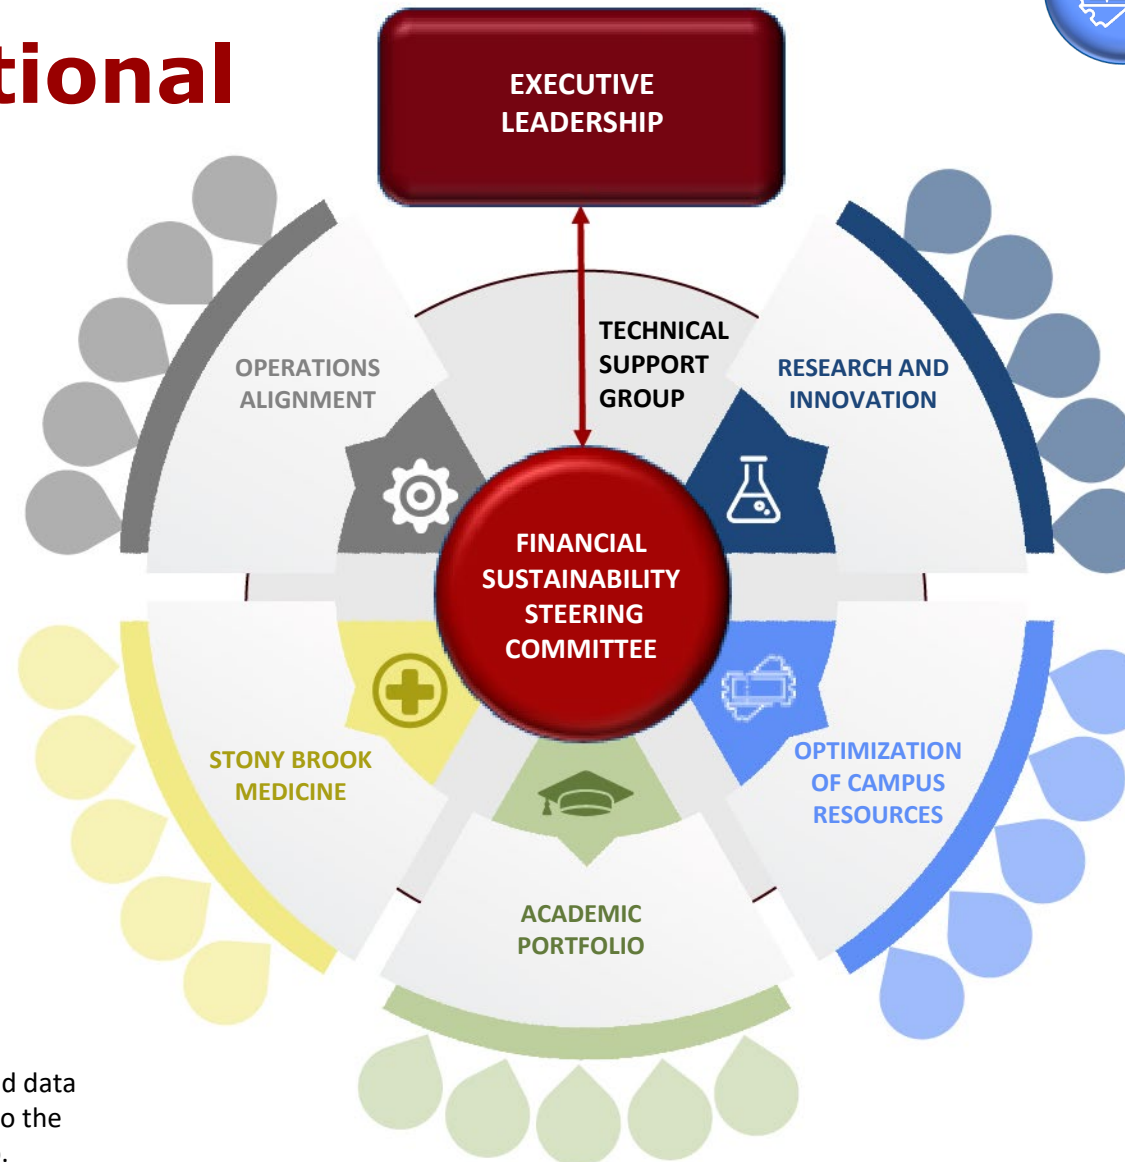 tional
EXECUTIVE
LEADERSHIP
TECHNICAL
SUPPORT
GROUP
OPERATIONS
ALIGNMENT
RESEARCH AND
INNOVATION
FINANCIAL
SUSTAINABILITY
STEERING
COMMITTEE
STONY BROOK
MEDICINE
OPTIMIZATION
OF CAMPUS
RESOURCES
ACADEMIC
PORTFOLIO
d data
o the